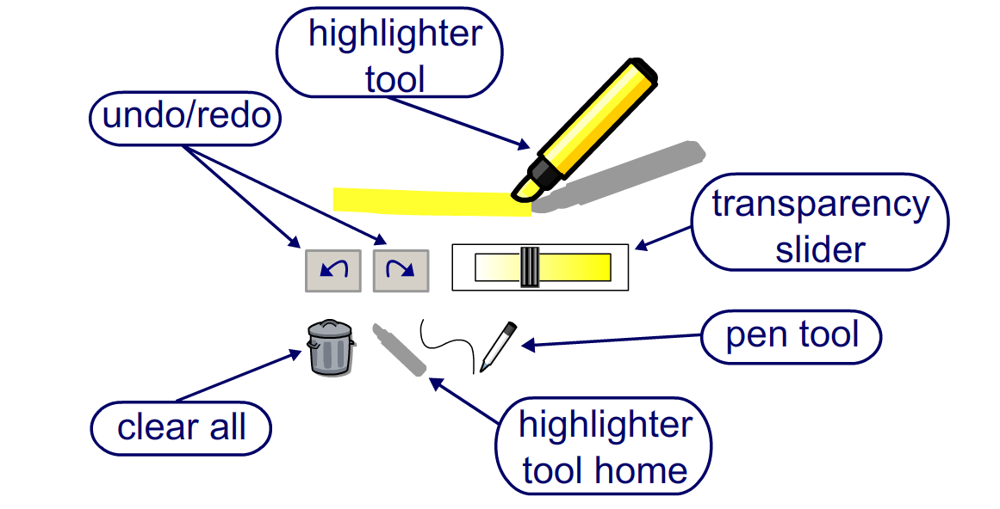 highlighter
tool
undo/redo
transparency
slider
pen tool
clear all
highlighter
tool home